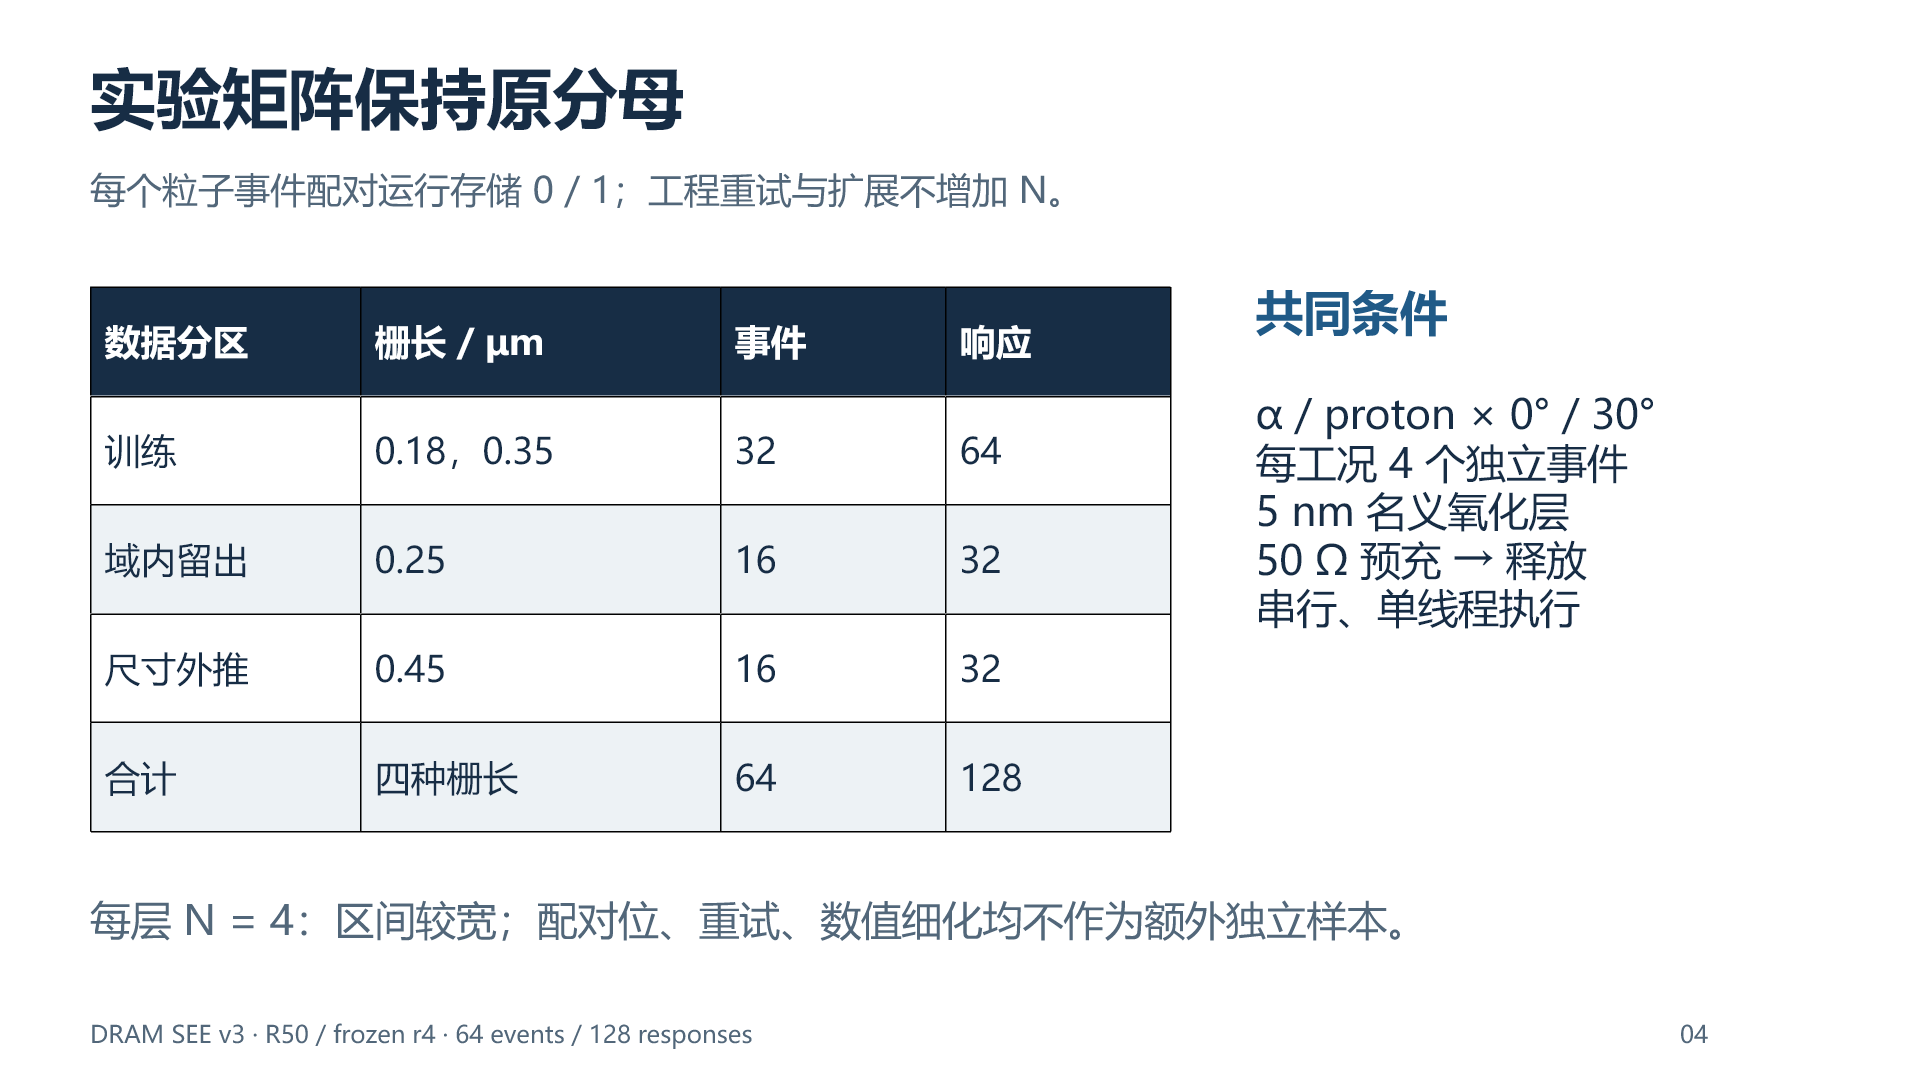 实验矩阵保持原分母
每个粒子事件配对运行存储 0 / 1；工程重试与扩展不增加 N。
数据分区 栅长 / μm 事件 响应
训练 0.18，0.35 32 64
域内留出 0.25 16 32
尺寸外推 0.45 16 32
合计 四种栅长 64 128
共同条件
α / proton × 0° / 30°
每工况 4 个独立事件
5 nm 名义氧化层
50 Ω 预充 → 释放
串行、单线程执行
每层 N = 4：区间较宽；配对位、重试、数值细化均不作为额外独立样本。
DRAM SEE v3 · R50 / frozen r4 · 64 events / 128 responses
04